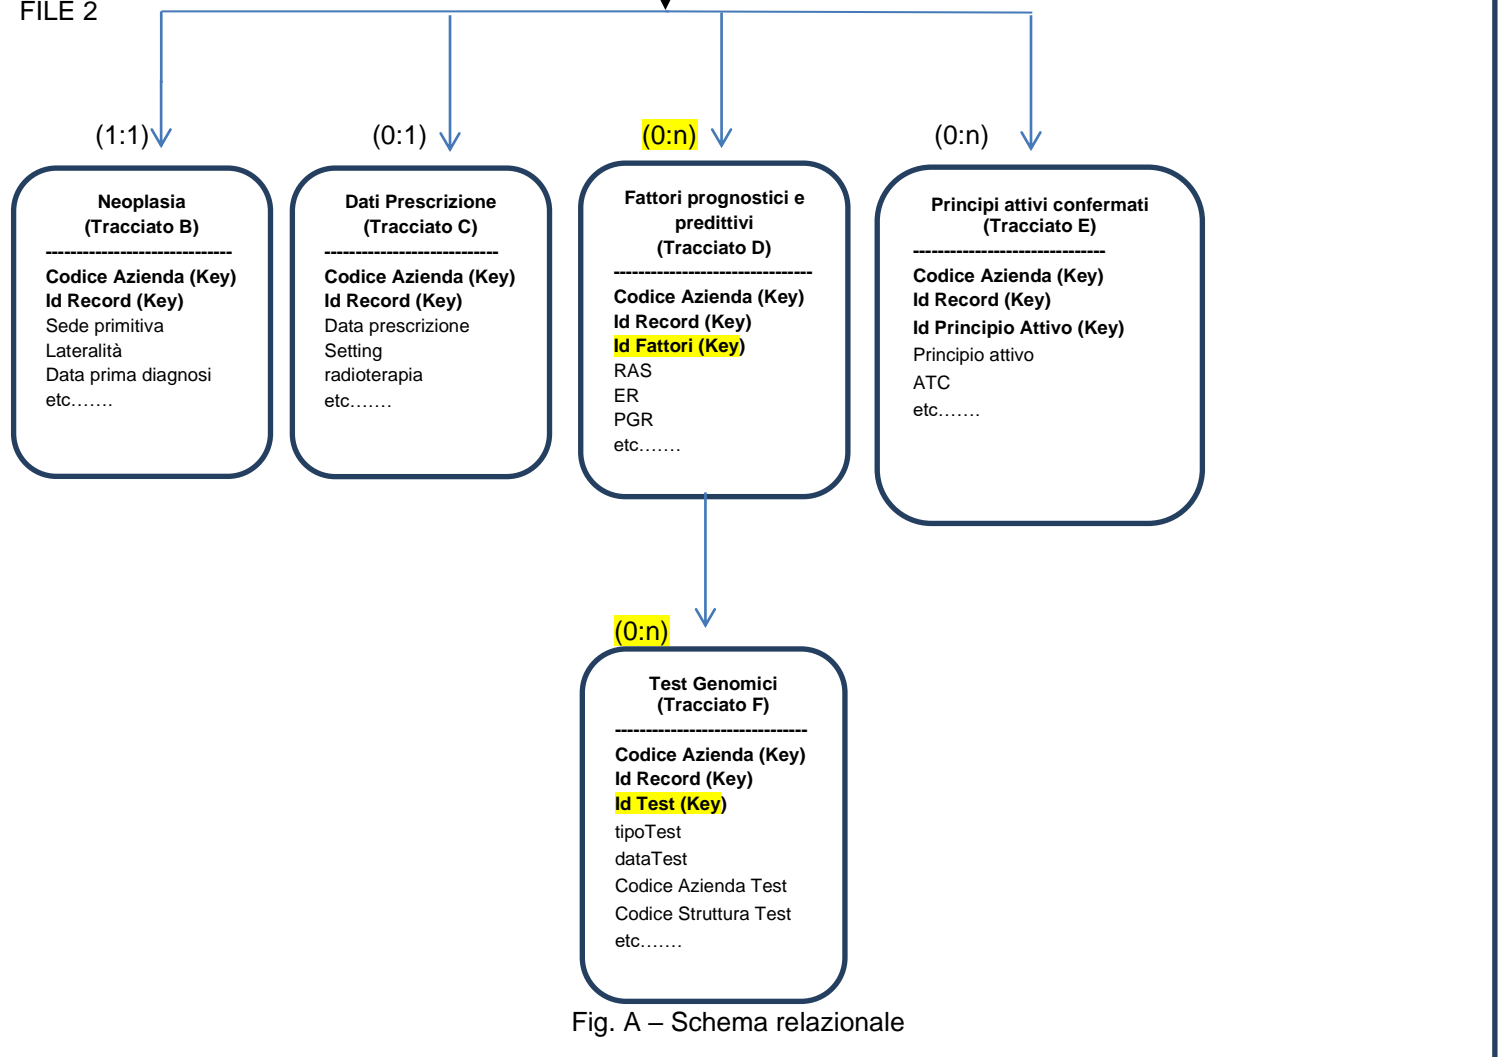 FILE 2
(1:1)
(0:1)
(0:n)
(0:n)
Neoplasia
(Tracciato B)
------------------------------
Codice Azienda (Key)
Id Record (Key)
Sede primitiva
Lateralità
Data prima diagnosi
etc…….
Dati Prescrizione
(Tracciato C)
----------------------------
Codice Azienda (Key)
Id Record (Key)
Data prescrizione
Setting
radioterapia
etc…….
Fattori prognostici e
predittivi
(Tracciato D)
--------------------------------
Codice Azienda (Key)
Id Record (Key)
Id Fattori (Key)
RAS
ER
PGR
etc…….
Principi attivi confermati
(Tracciato E)
-------------------------------
Codice Azienda (Key)
Id Record (Key)
Id Principio Attivo (Key)
Principio attivo
ATC
etc…….
(0:n)
Test Genomici
(Tracciato F)
-------------------------------
Codice Azienda (Key)
Id Record (Key)
Id Test (Key)
tipoTest
dataTest
Codice Azienda Test
Codice Struttura Test
etc…….
Fig. A – Schema relazionale